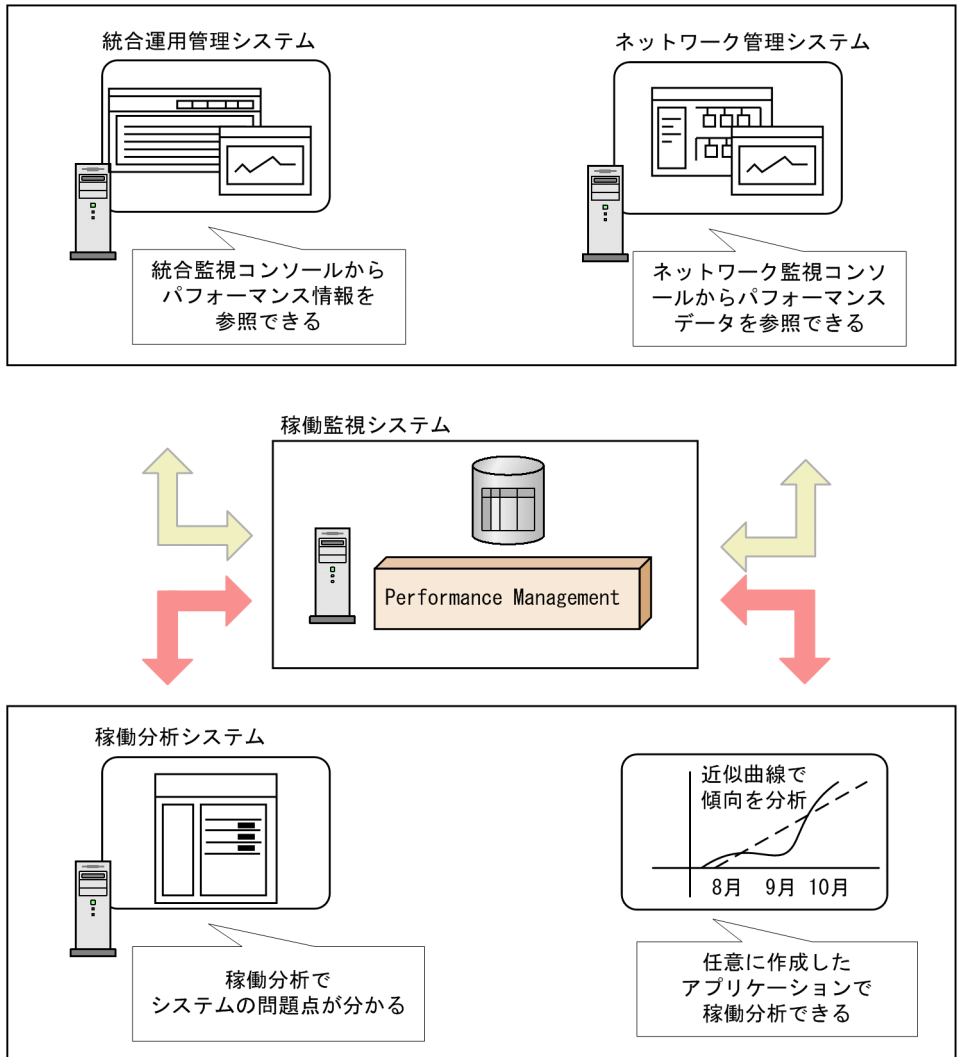 統合運用管理システム
ネットワーク管理システム
統合監視コンソールから
パフォーマンス情報を
参照できる
ネットワーク監視コンソ
ールからパフォーマンス
データを参照できる
稼働監視システム
Performance Management
稼働分析システム
近似曲線で
傾向を分析
8月 9月 10月
稼働分析で
システムの問題点が分かる
任意に作成した
アプリケーションで
稼働分析できる